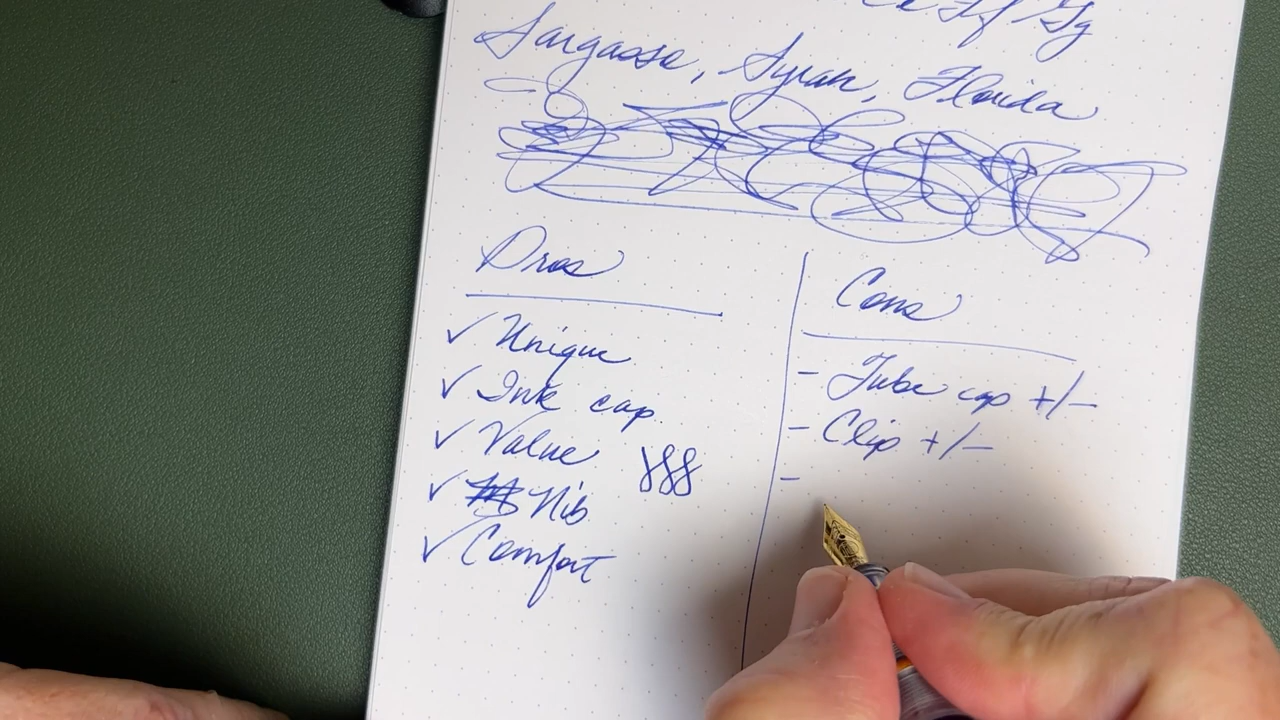 Sargasso, Syrah, Florida
Pros
✓ Unique
✓ Ink cap.
✓ Value
✓ Nib
✓ Comfort
Cons
- Tube cap +/-
- Clip +/-
-